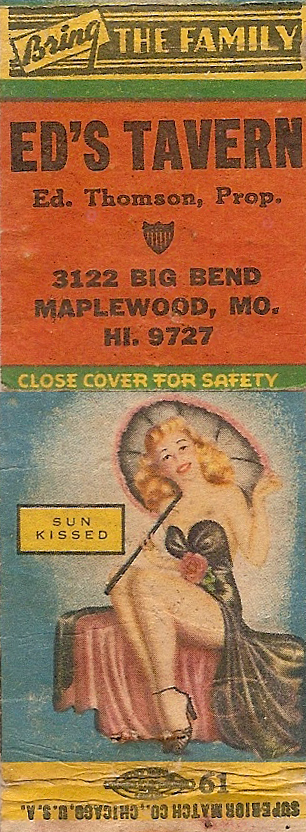 Bring THE FAMILY
ED'S TAVERN
Ed. Thomson, Prop.
3122 BIG BEND
MAPLEWOOD, MO.
HI. 9727
CLOSE COVER FOR SAFETY
SUN
KISSED
19
SUPERIOR MATCH CO., CHICAGO, U.S.A.